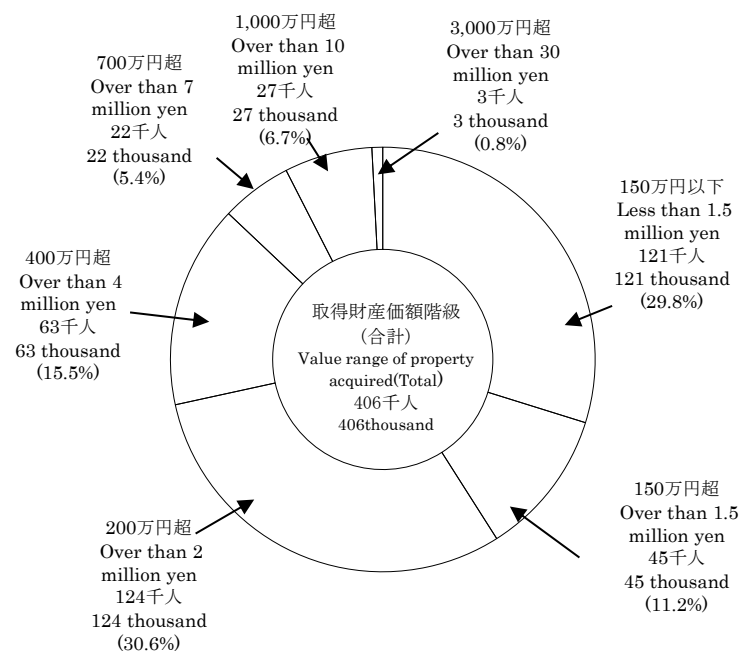 1,000万円超
Over than 10
million yen
27千人
27 thousand
(6.7%)
3,000万円超
Over than 30
million yen
3千人
3 thousand
(0.8%)
700万円超
Over than 7
million yen
22千人
22 thousand
(5.4%)
150万円以下
Less than 1.5
million yen
121千人
121 thousand
(29.8%)
400万円超
Over than 4
million yen
63千人
63 thousand
(15.5%)
取得財産価額階級
(合計)
Value range of property
acquired(Total)
406千人
406thousand
150万円超
Over than 1.5
million yen
45千人
45 thousand
(11.2%)
200万円超
Over than 2
million yen
124千人
124 thousand
(30.6%)